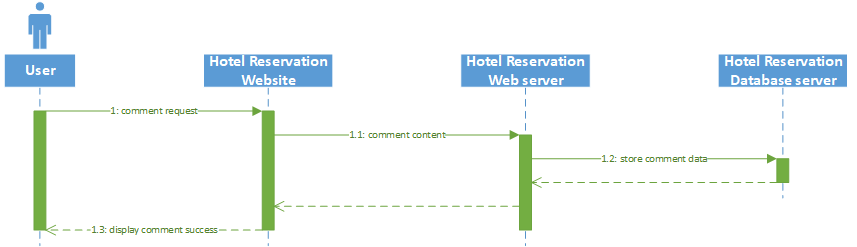 User
Hotel Reservation
Website
Hotel Reservation
Web server
Hotel Reservation
Database server
1: comment request
1.1: comment content
1.2: store comment data
1.3: display comment success